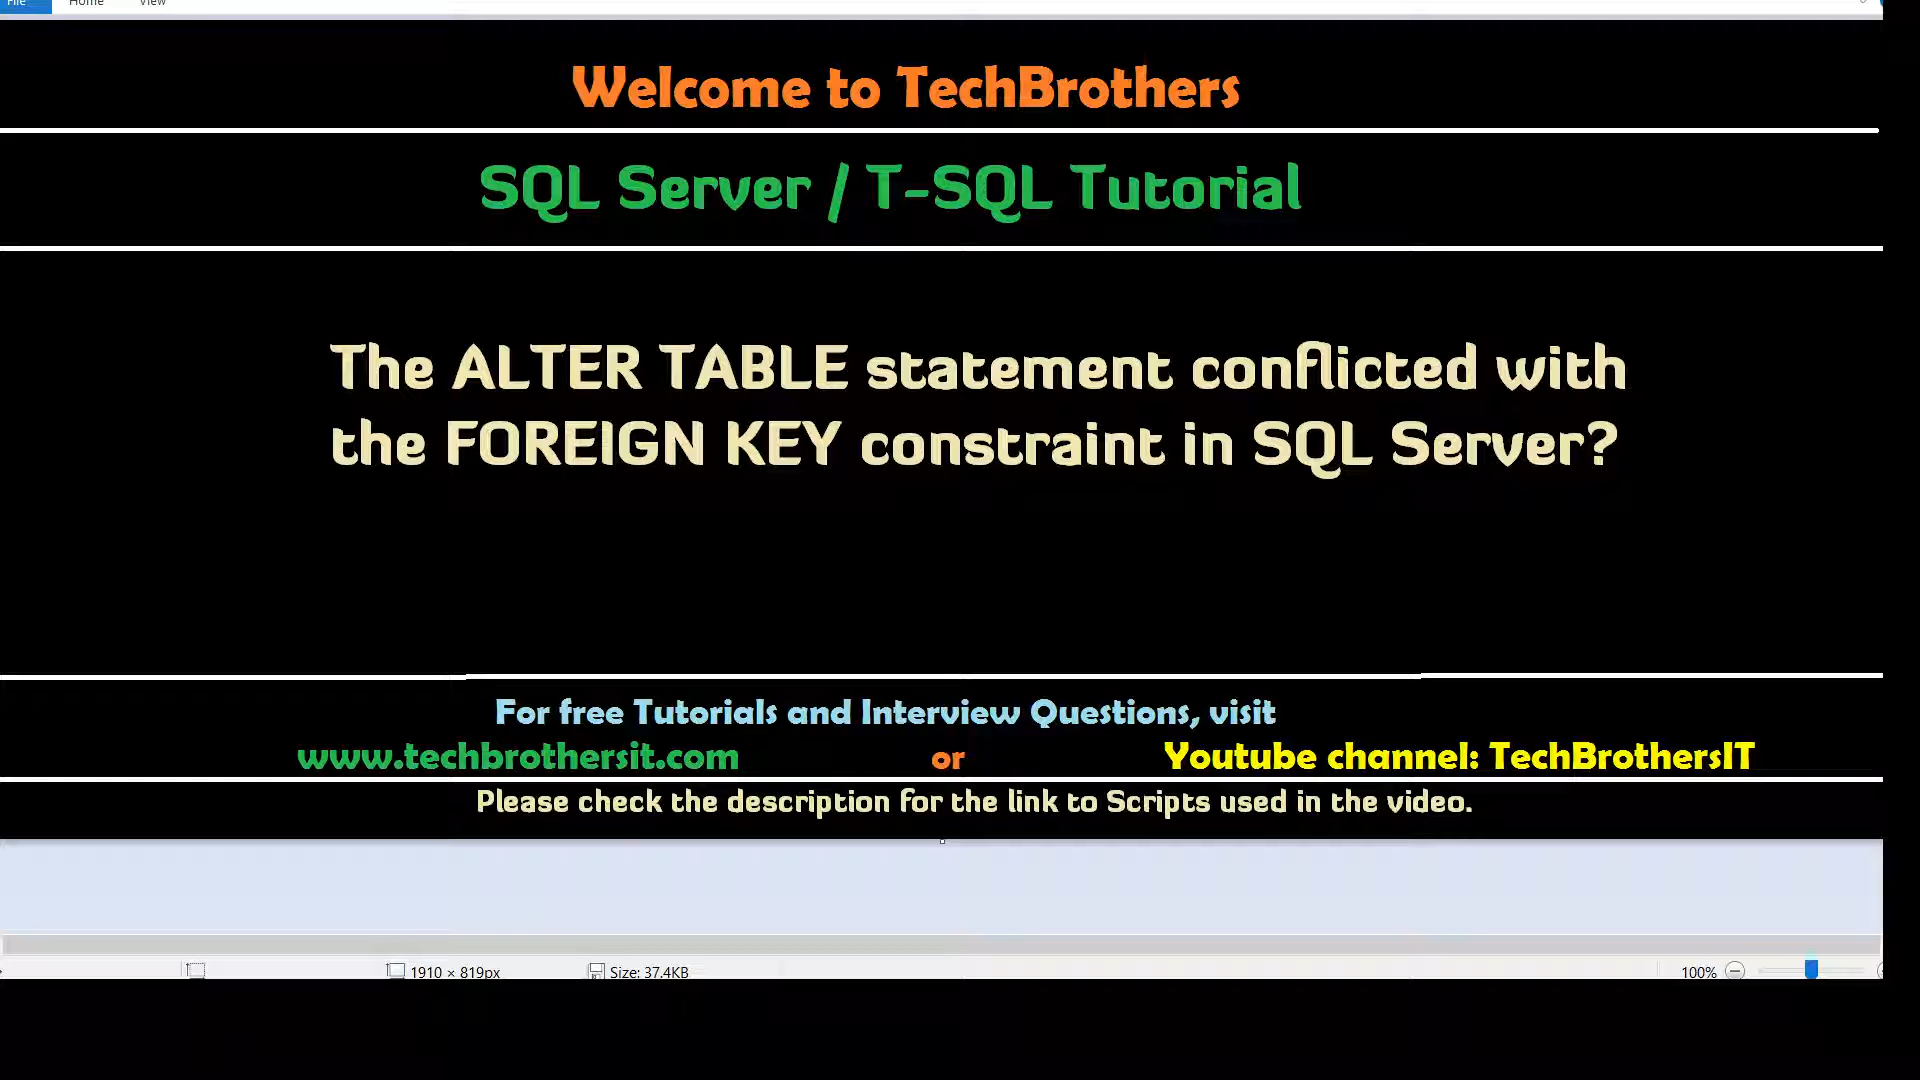 File Home View
Welcome to TechBrothers
SQL Server / T-SQL Tutorial
The ALTER TABLE statement conflicted with
the FOREIGN KEY constraint in SQL Server?
For free Tutorials and Interview Questions, visit
www.techbrothersit.com or Youtube channel: TechBrothersIT
Please check the description for the link to Scripts used in the video.
1910 × 819px Size: 37.4KB 100%